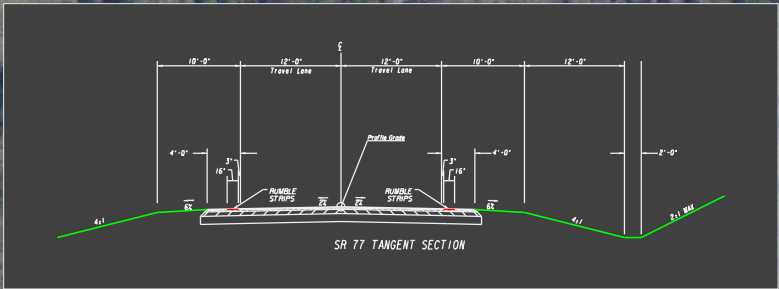 ℄
10'-0" 12'-0" 12'-0" 10'-0" 12'-0"
Travel Lane Travel Lane
Profile Grade
4'-0" 4'-0" 2'-0"
3" 3"
16" 16"
RUMBLE STRIPS RUMBLE STRIPS
6% 2% 2% 6%
4:1 4:1 2:1 MAX
SR 77 TANGENT SECTION